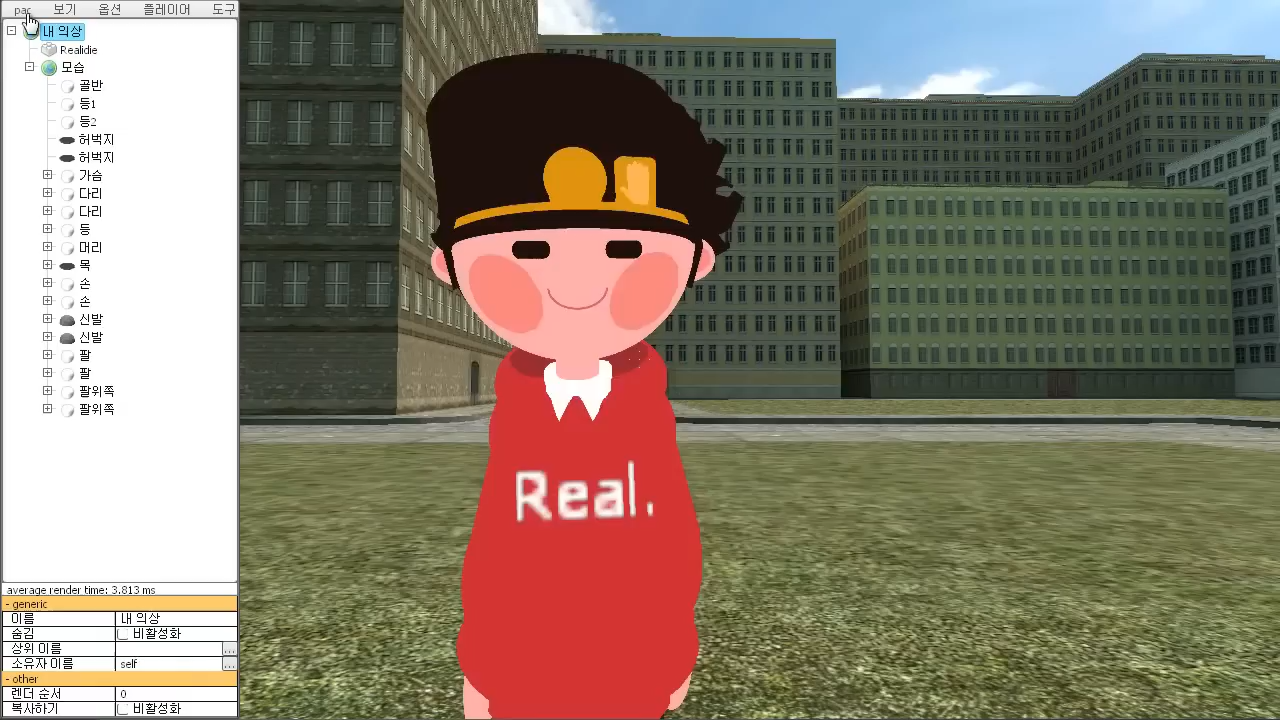 pac 보기 옵션 플레이어 도구
내 의상
Realidie
모습
골반
등1
등2
허벅지
허벅지
가슴
다리
다리
등
머리
목
손
손
신발
신발
팔
팔
팔위쪽
팔위쪽
Real.
average render time: 3.813 ms
- generic
이름 내 의상
숨김 비활성화
상위 이름 ...
소유자 이름 self ...
- other
렌더 순서 0
복사하기 비활성화